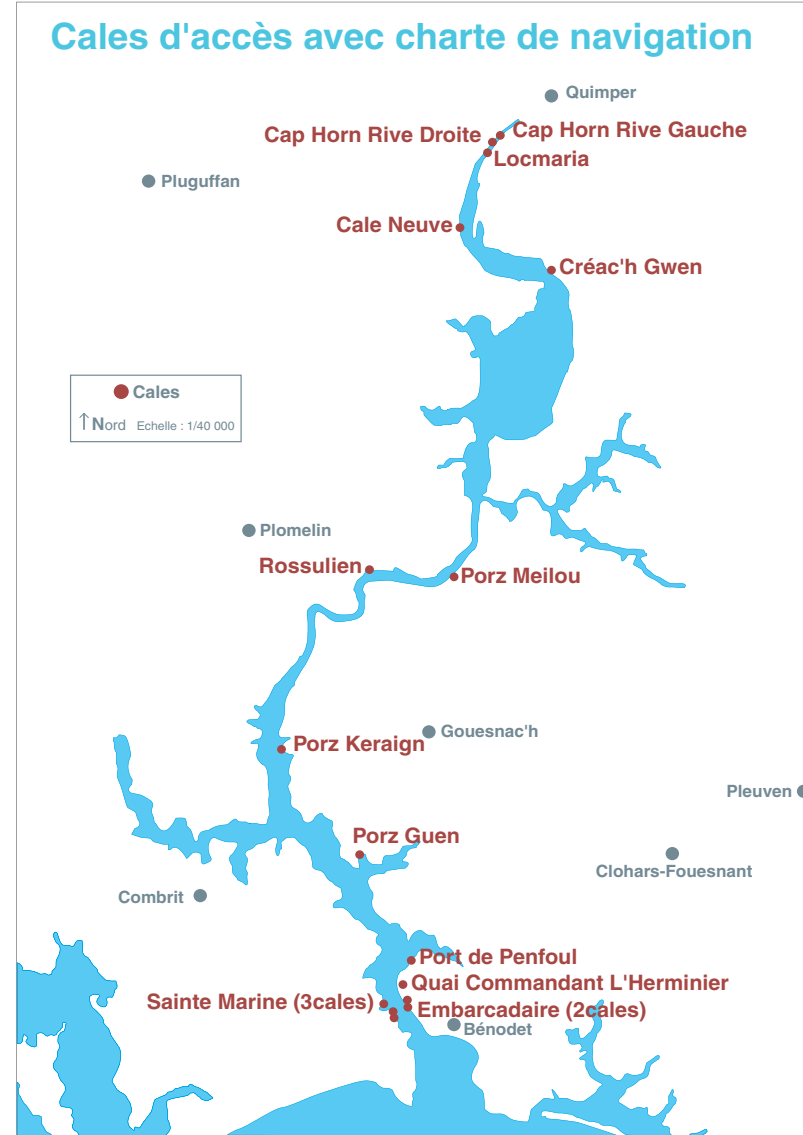 Cales d'accès avec charte de navigation
Quimper
Cap Horn Rive Droite
Cap Horn Rive Gauche
Locmaria
Pluguffan
Cale Neuve
Créac'h Gwen
Cales
Nord Echelle : 1/40 000
Plomelin
Rossulien
Porz Meilou
Gouesnac'h
Porz Keraign
Pleuven
Porz Guen
Clohars-Fouesnant
Combrit
Port de Penfoul
Quai Commandant L'Herminier
Sainte Marine (3cales)
Embarcadaire (2cales)
Bénodet